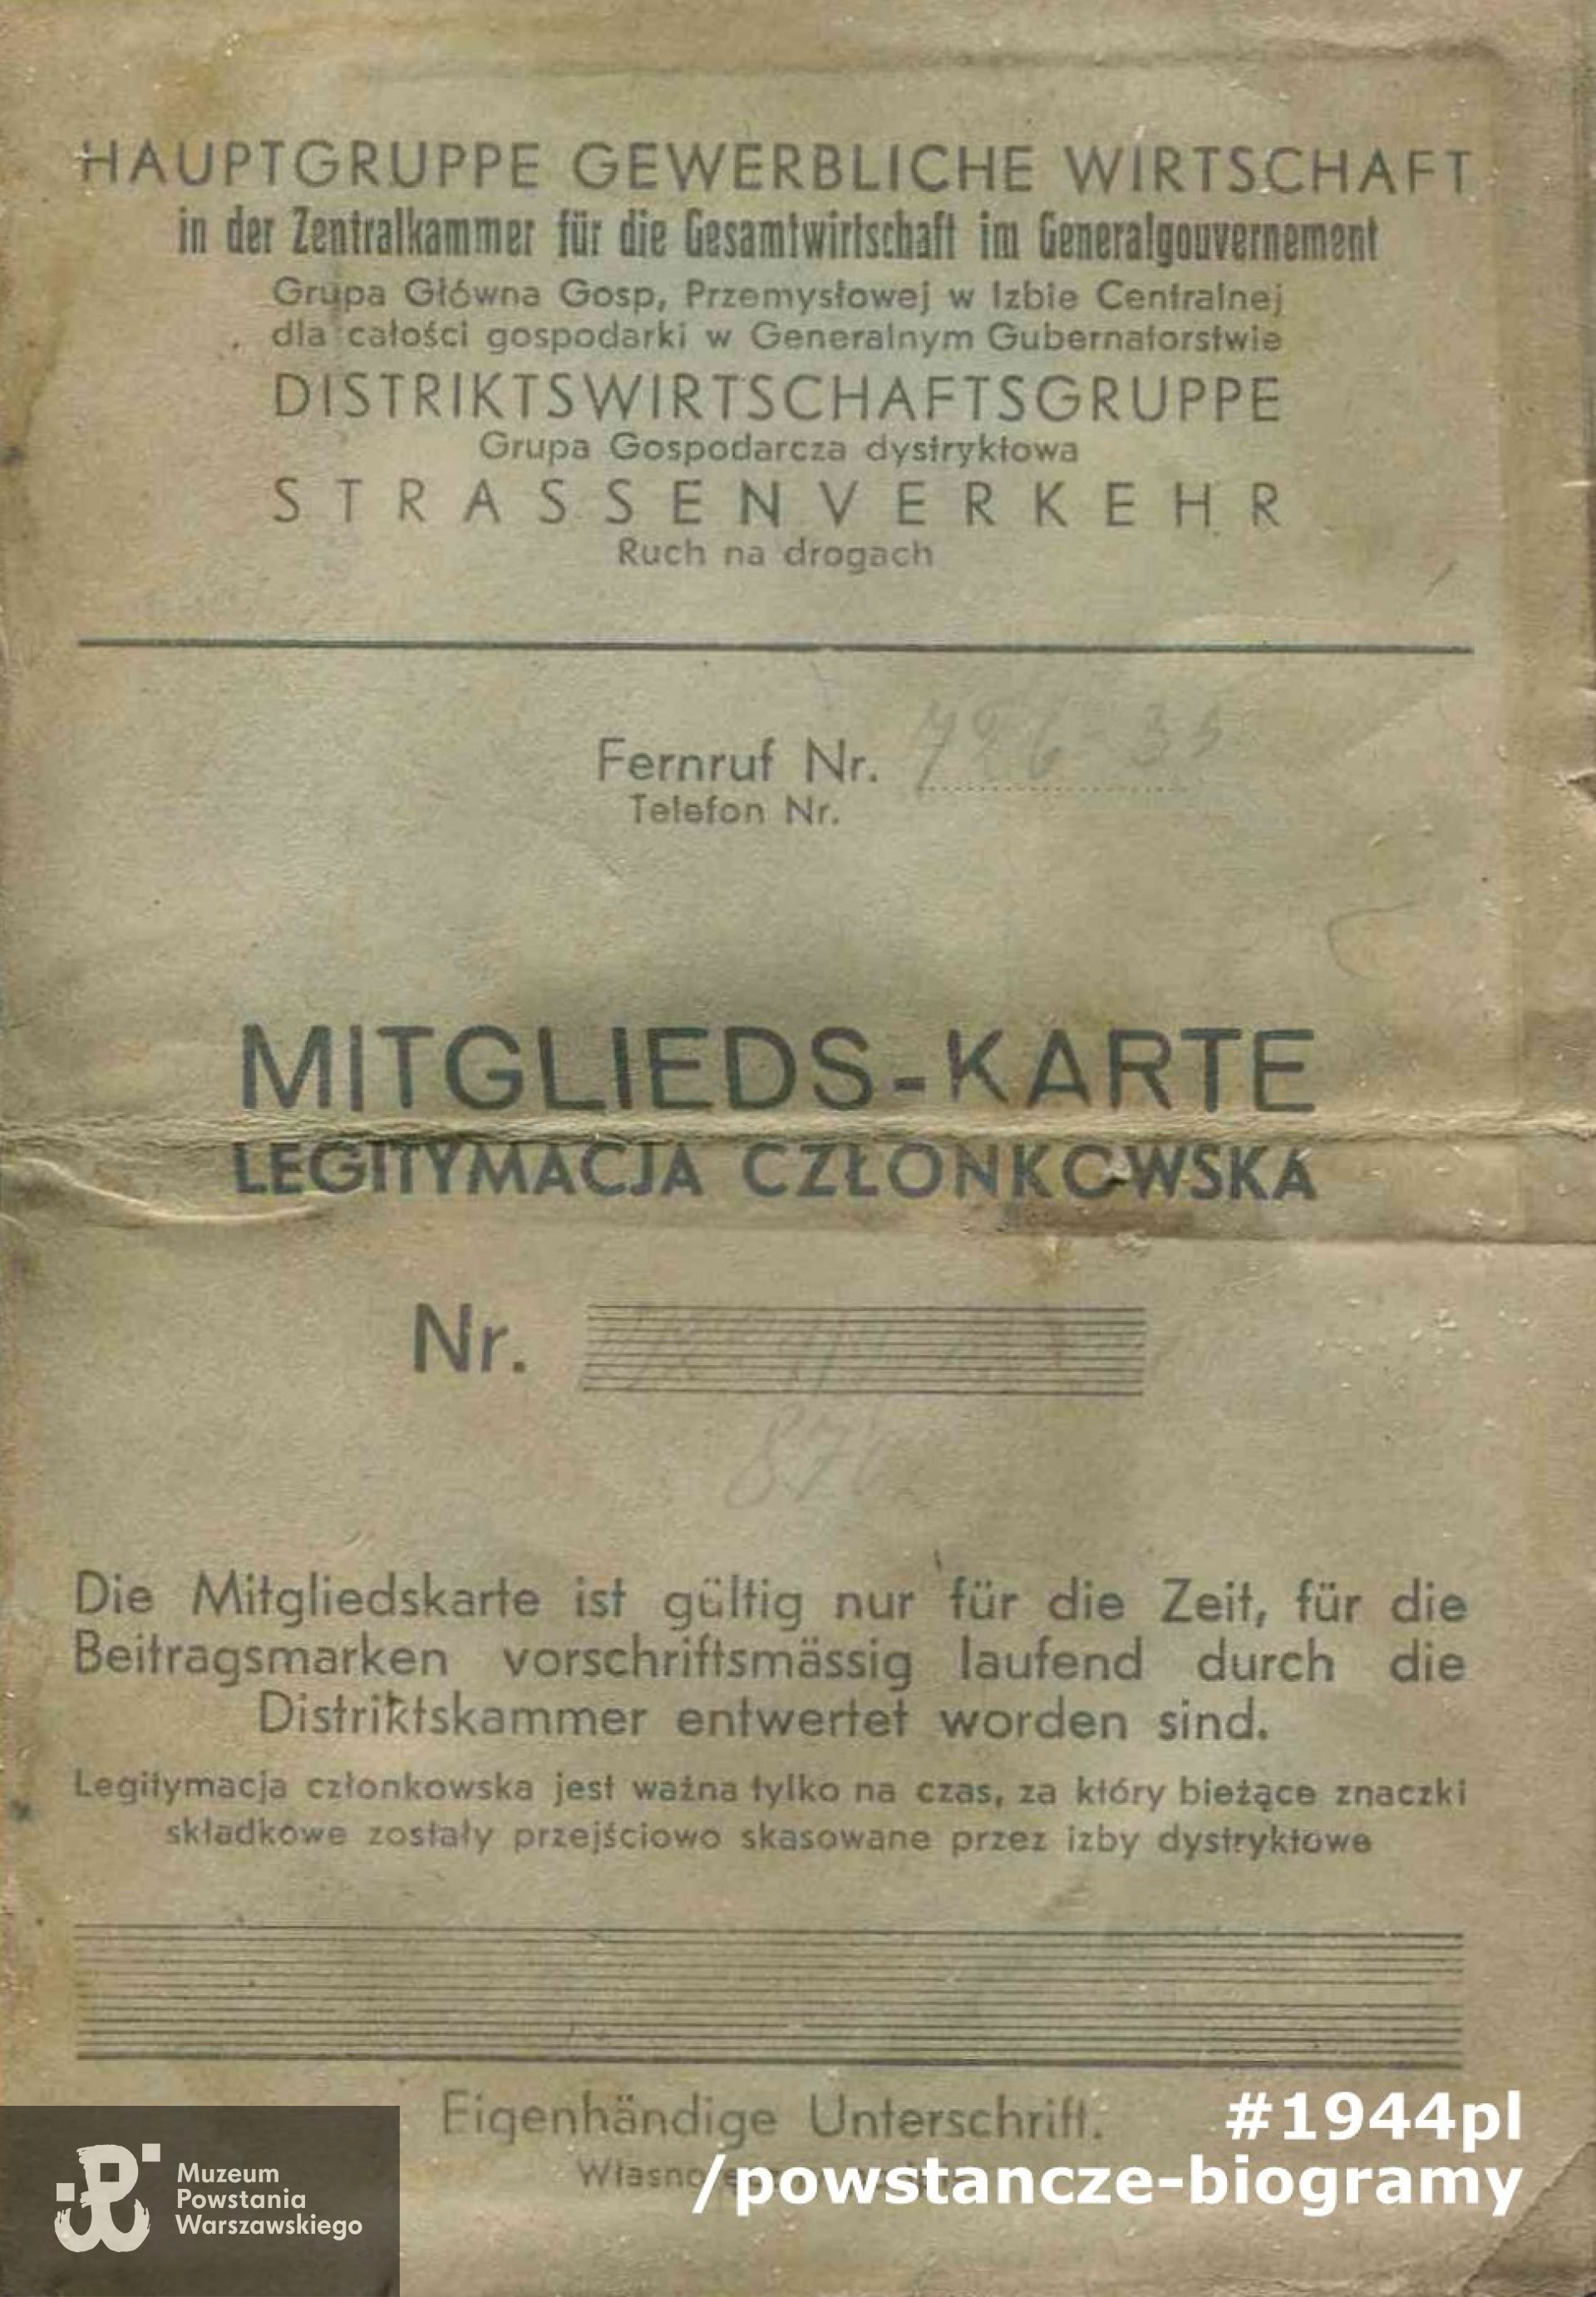 HAUPTGRUPPE GEWERBLICHE WIRTSCHAFT
in der Zentralkammer für die Gesamtwirtschaft im Generalgouvernement
Grupa Główna Gosp, Przemysłowej w Izbie Centralnej
dla całości gospodarki w Generalnym Gubernatorstwie
DISTRIKTSWIRTSCHAFTSGRUPPE
Grupa Gospodarcza dystryktowa
STRASSENVERKEHR
Ruch na drogach
Fernruf Nr.
Telefon Nr.
MITGLIEDS-KARTE
LEGITYMACJA CZŁONKOWSKA
Nr.
Die Mitgliedskarte ist gültig nur für die Zeit, für die
Beitragsmarken vorschriftsmässig laufend durch die
Distriktskammer entwertet worden sind.
Legitymacja członkowska jest ważna tylko na czas, za który bieżące znaczki
składkowe zostały przejściowo skasowane przez izby dystryktowe
Eigenhändige Unterschrift.
#1944pl
/powstancze-biogramy
Muzeum
Powstania
Warszawskiego